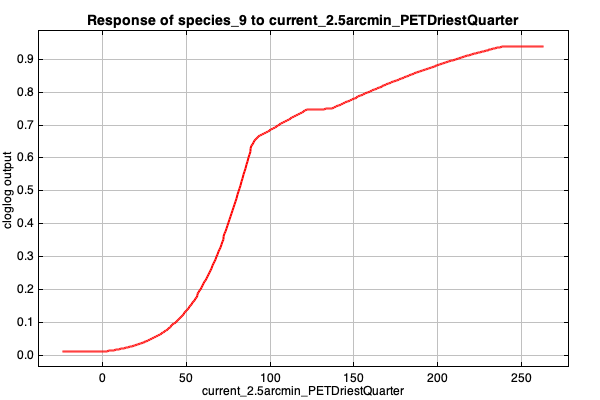 Response of species_9 to current_2.5arcmin_PETDriestQuarter
0.9
0.8
0.7
0.6
0.5
0.4
0.3
0.2
0.1
0.0
cloglog output
0 50 100 150 200 250
current_2.5arcmin_PETDriestQuarter